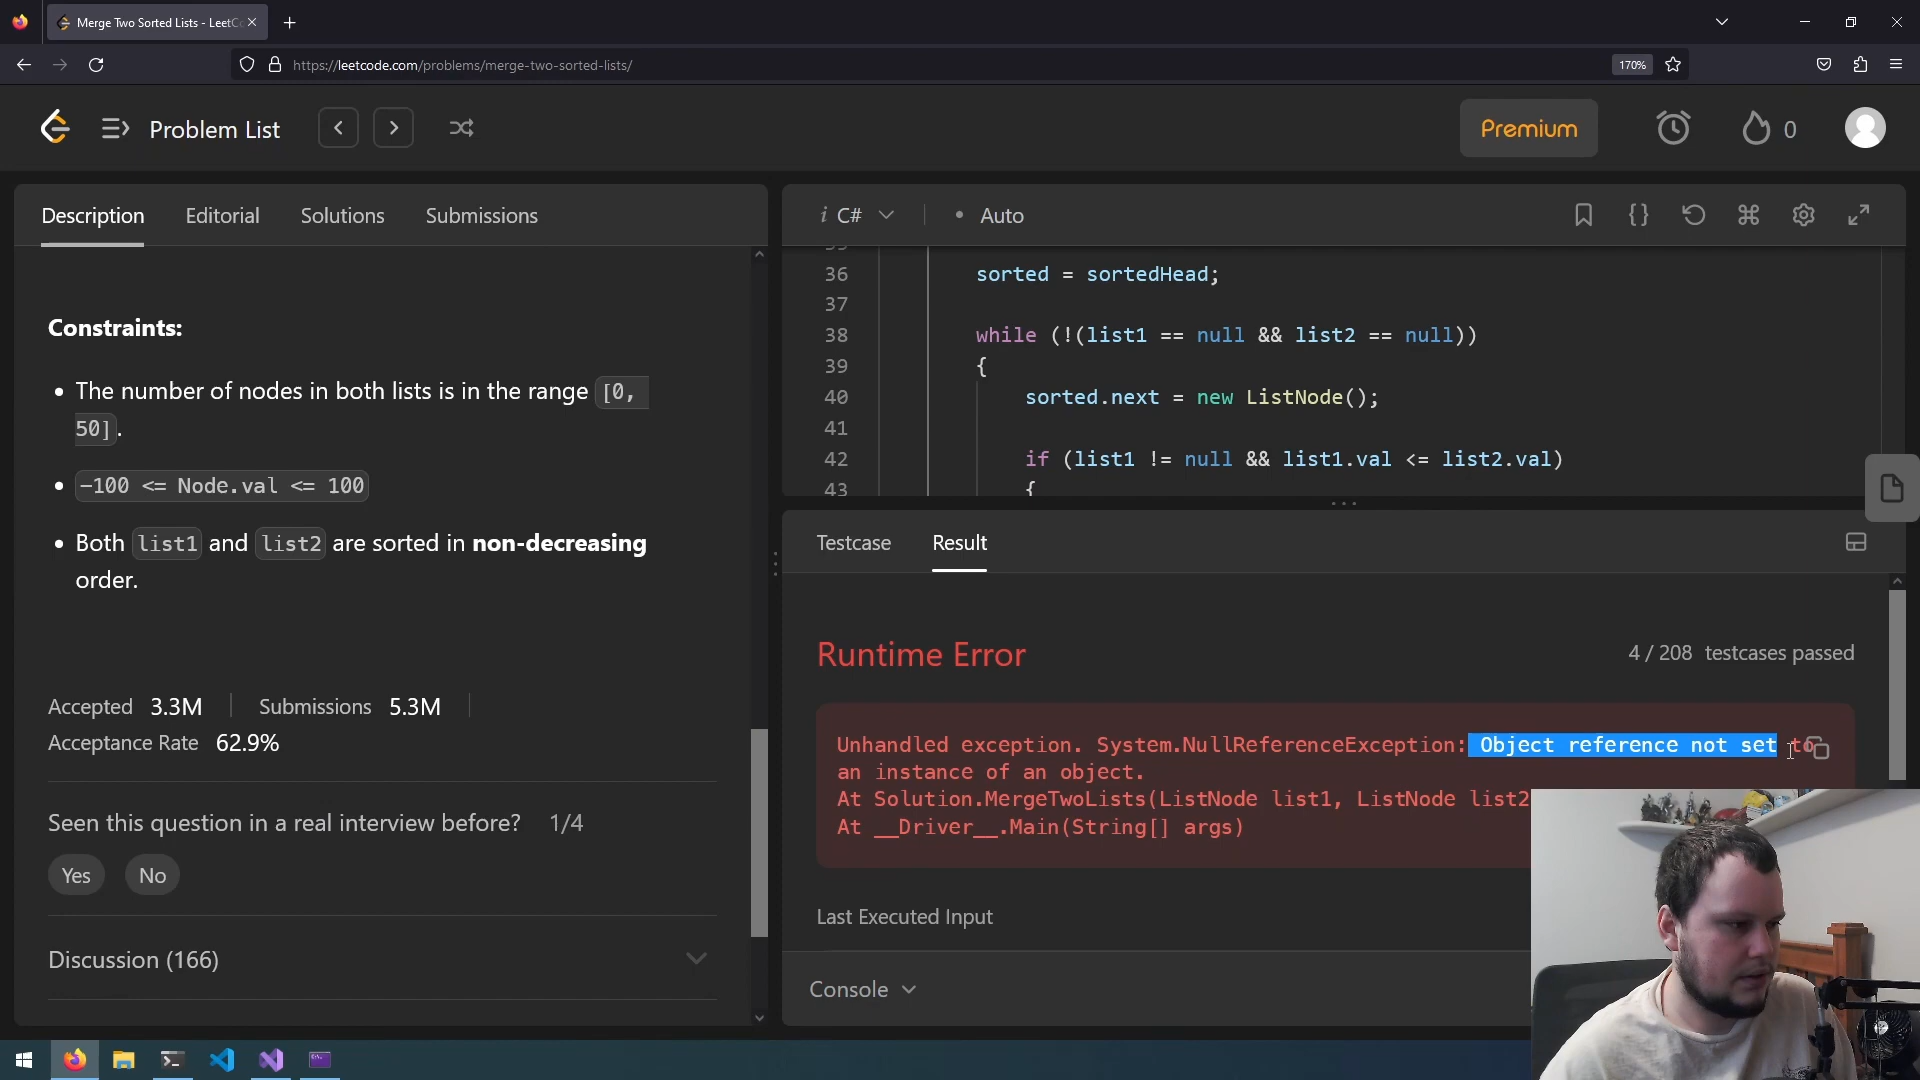 Merge Two Sorted Lists - LeetC
https://leetcode.com/problems/merge-two-sorted-lists/
170%
Problem List
Premium
0
Description
Editorial
Solutions
Submissions
Constraints:
The number of nodes in both lists is in the range [0,
50].
-100 <= Node.val <= 100
Both list1 and list2 are sorted in non-decreasing
order.
Accepted 3.3M
Submissions 5.3M
Acceptance Rate 62.9%
Seen this question in a real interview before? 1/4
Yes
No
Discussion (166)
i C#
• Auto
36 sorted = sortedHead;
37
38 while (!(list1 == null && list2 == null))
39 {
40 sorted.next = new ListNode();
41
42 if (list1 != null && list1.val <= list2.val)
43 {
Testcase
Result
Runtime Error
4 / 208 testcases passed
Unhandled exception. System.NullReferenceException: Object reference not set to
an instance of an object.
At Solution.MergeTwoLists(ListNode list1, ListNode list2
At __Driver__.Main(String[] args)
Last Executed Input
Console